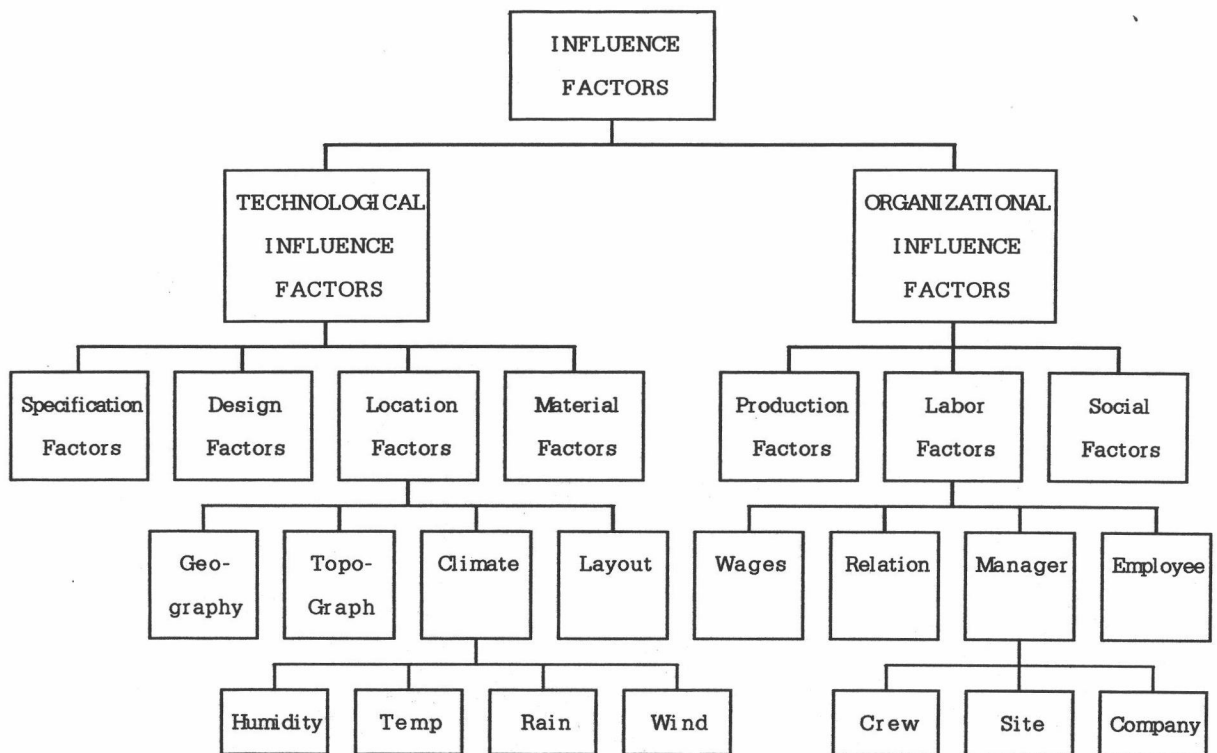 INFLUENCE
FACTORS
TECHNOLOGICAL
INFLUENCE
FACTORS
ORGANIZATIONAL
INFLUENCE
FACTORS
Specification
Factors
Design
Factors
Location
Factors
Material
Factors
Production
Factors
Labor
Factors
Social
Factors
Geo-
graphy
Topo-
Graph
Climate
Layout
Wages
Relation
Manager
Employee
Humidity
Temp
Rain
Wind
Crew
Site
Company